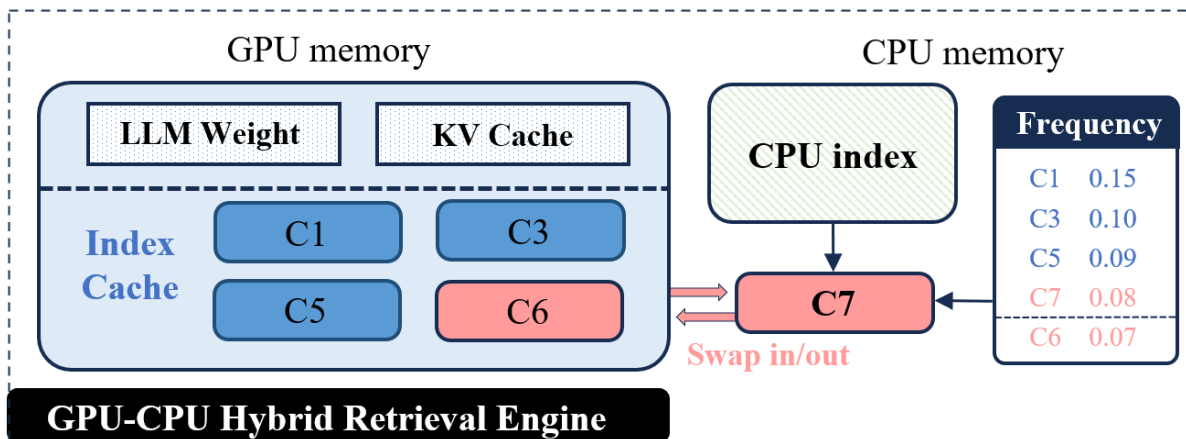 GPU memory
CPU memory
LLM Weight
KV Cache
Index
Cache
C1
C3
C5
C6
CPU index
C7
Swap in/out
Frequency
C1 0.15
C3 0.10
C5 0.09
C7 0.08
C6 0.07
GPU-CPU Hybrid Retrieval Engine